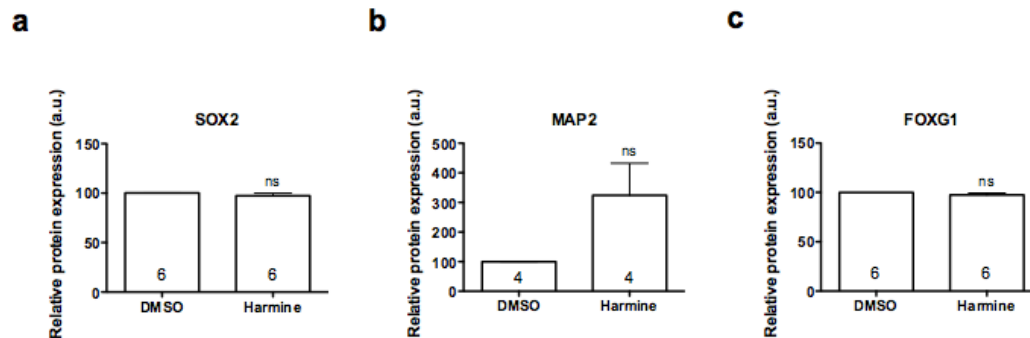 a
SOX2
Relative protein expression (a.u.)
150
100
50
0
ns
6
6
DMSO
Harmine
b
MAP2
Relative protein expression (a.u.)
500
400
300
200
100
0
ns
4
4
DMSO
Harmine
c
FOXG1
Relative protein expression (a.u.)
150
100
50
0
ns
6
6
DMSO
Harmine